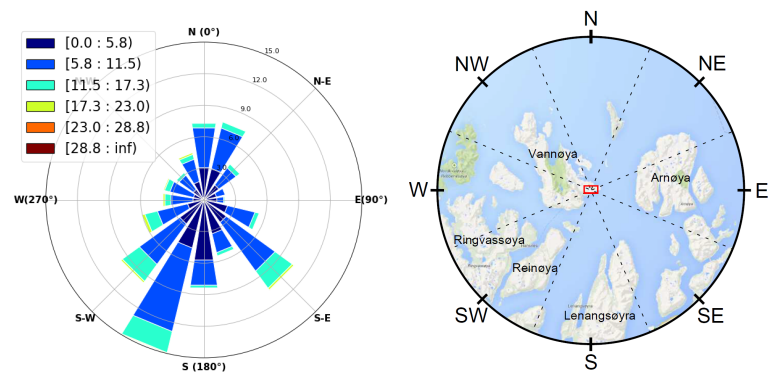 N (0°)
[0.0 : 5.8)
[5.8 : 11.5)
[11.5 : 17.3)
[17.3 : 23.0)
[23.0 : 28.8)
[28.8 : inf)
N-W
15.0
12.0
9.0
6.0
N-E
W(270°)
E(90°)
S-W
S-E
S (180°)
N
NW
NE
Vannøya
Arnøya
W
E
Ringvassøya
Reinøya
Lenangsøyra
SW
SE
S